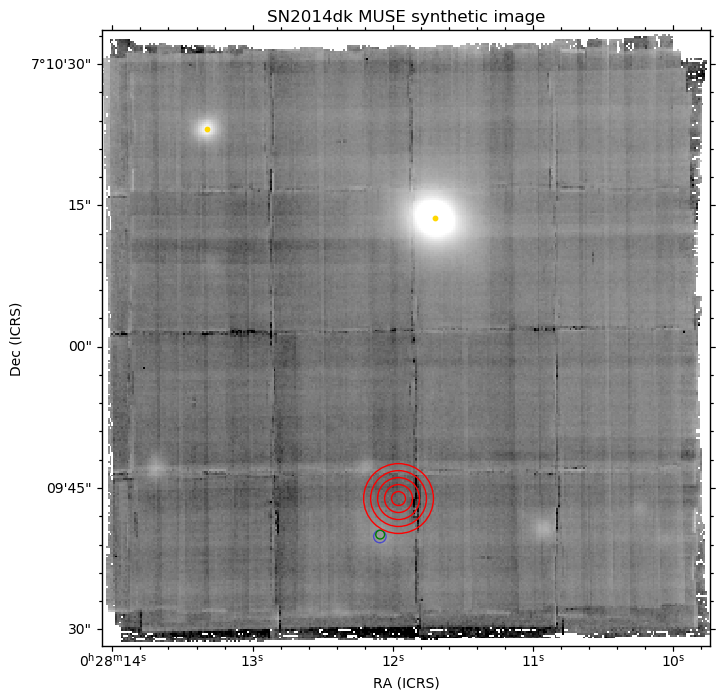 SN2014dk MUSE synthetic image
7°10'30"
15"
00"
09'45"
30"
Dec (ICRS)
0h28m14s 13s 12s 11s 10s
RA (ICRS)